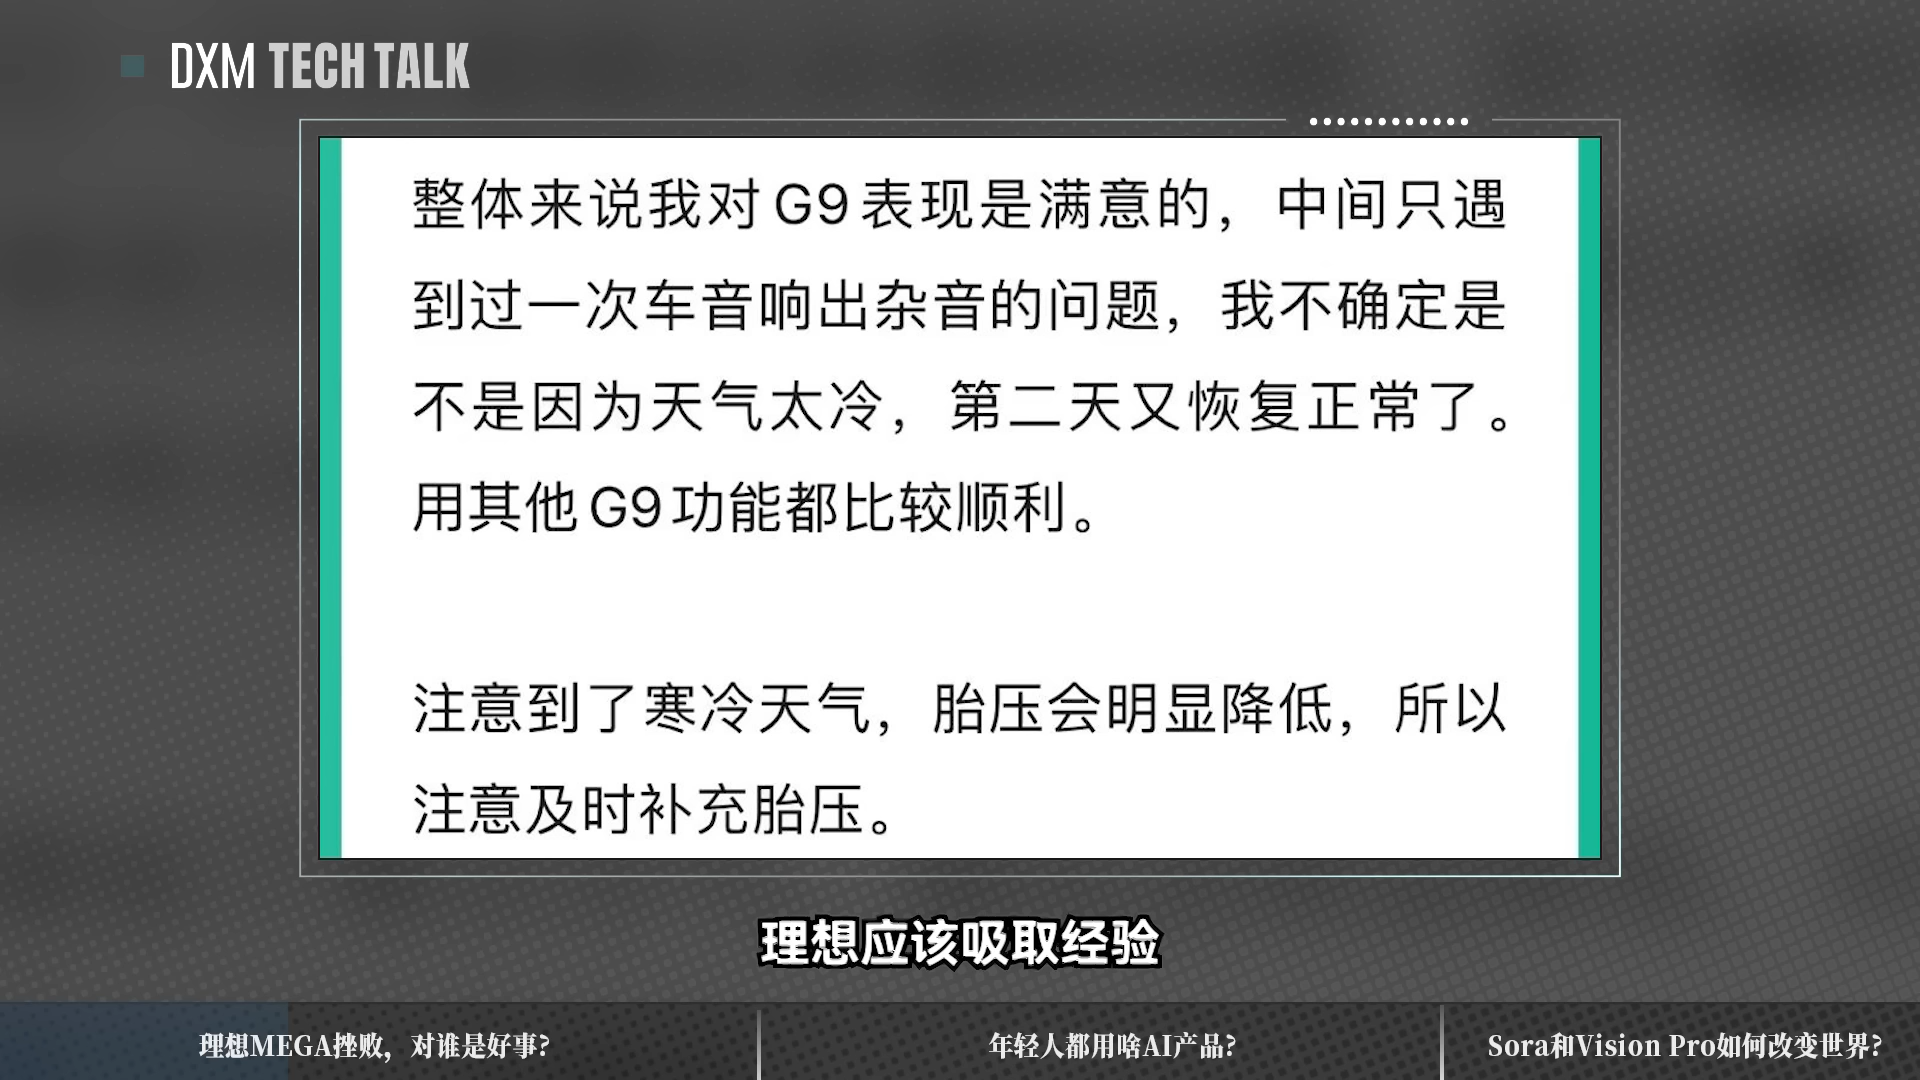 DXM TECH TALK
整体来说我对G9表现是满意的，中间只遇
到过一次车音响出杂音的问题，我不确定是
不是因为天气太冷，第二天又恢复正常了。
用其他G9功能都比较顺利。
注意到了寒冷天气，胎压会明显降低，所以
注意及时补充胎压。
理想应该吸取经验
理想MEGA挫败，对谁是好事?
年轻人都用啥AI产品?
Sora和Vision Pro如何改变世界?